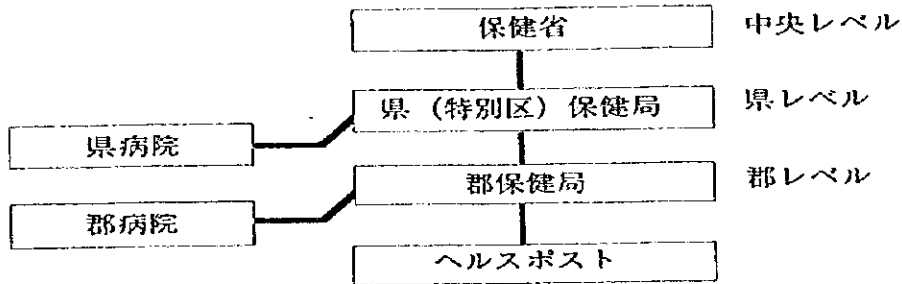 保健省 中央レベル
県（特別区）保健局 県レベル
県病院
郡保健局 郡レベル
郡病院
ヘルスポスト